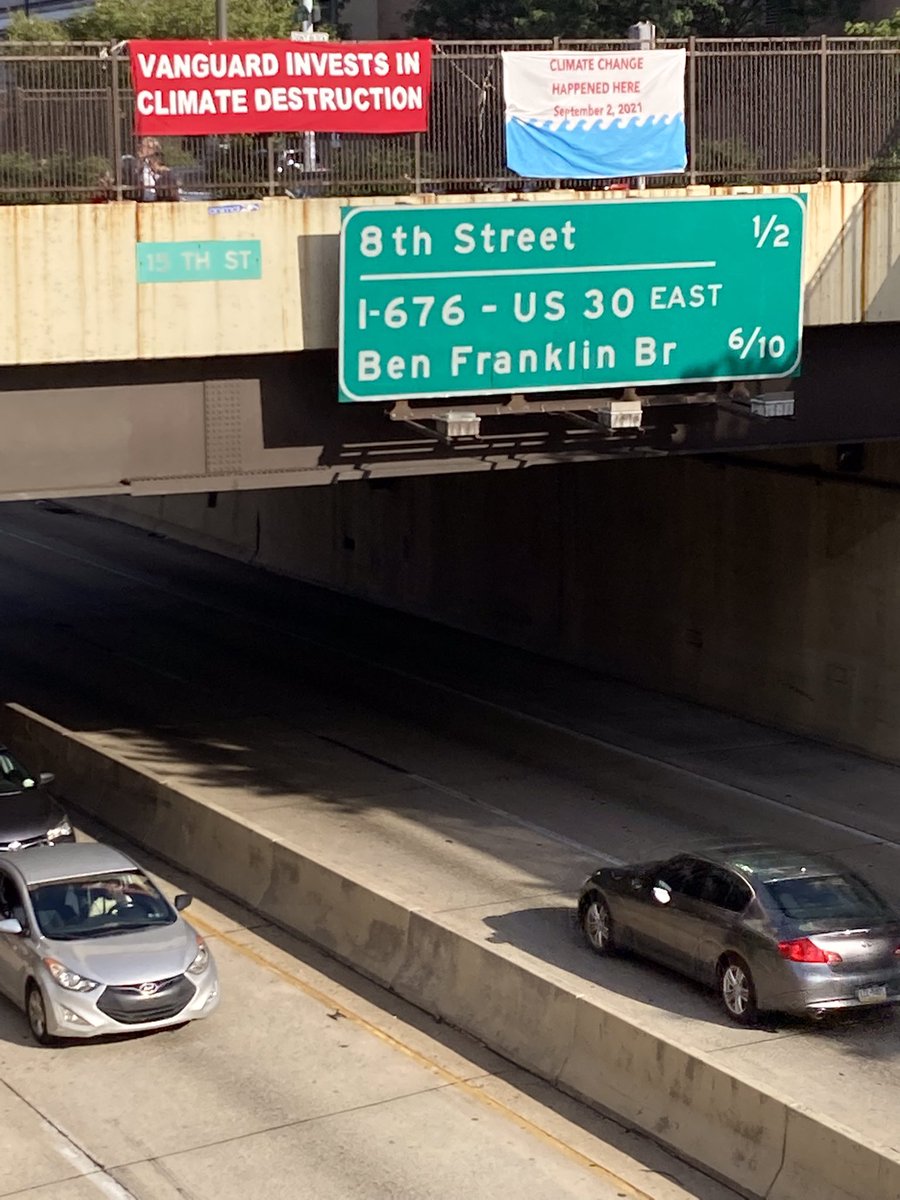 VANGUARD INVESTS IN
CLIMATE DESTRUCTION
CLIMATE CHANGE
HAPPENED HERE
September 2, 2021
15 TH ST
8th Street 1/2
I-676 - US 30 EAST
Ben Franklin Br 6/10